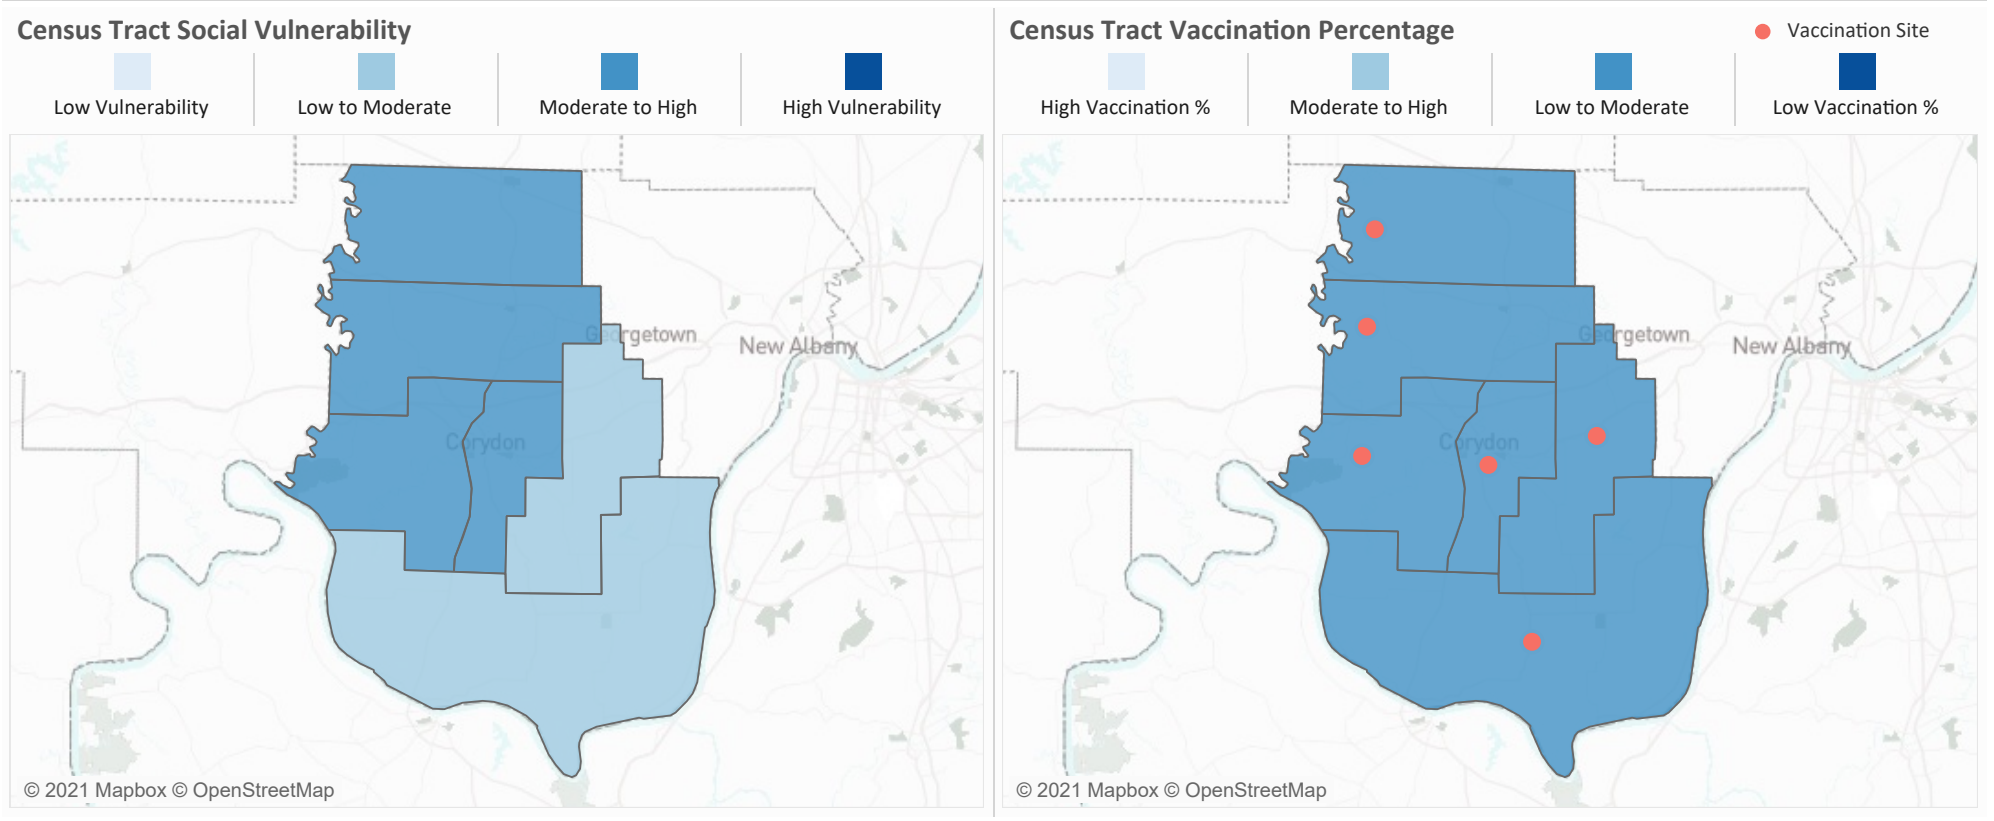 Census Tract Social Vulnerability
Low Vulnerability
Low to Moderate
Moderate to High
High Vulnerability
Georgetown
New Albany
Corydon
© 2021 Mapbox © OpenStreetMap
Census Tract Vaccination Percentage
Vaccination Site
High Vaccination %
Moderate to High
Low to Moderate
Low Vaccination %
Georgetown
New Albany
Corydon
© 2021 Mapbox © OpenStreetMap